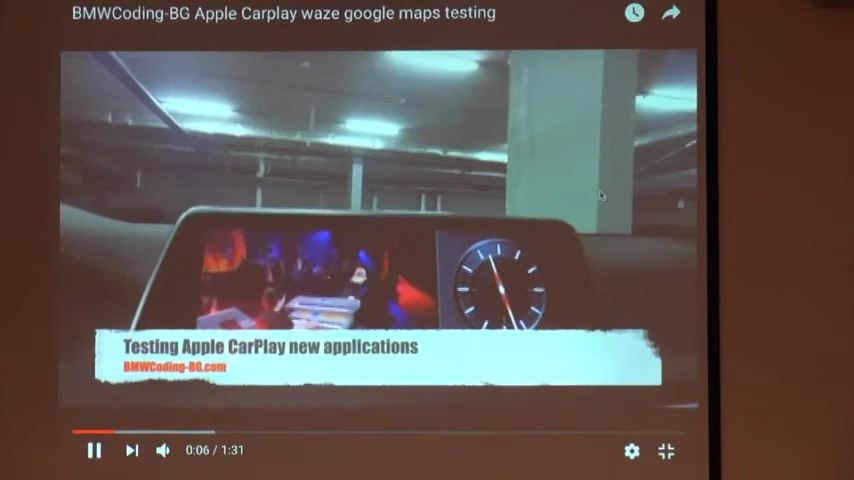 BMWCoding-BG Apple Carplay waze google maps testing
Testing Apple CarPlay new applications
BMWCoding-BG.com
0:06 / 1:31